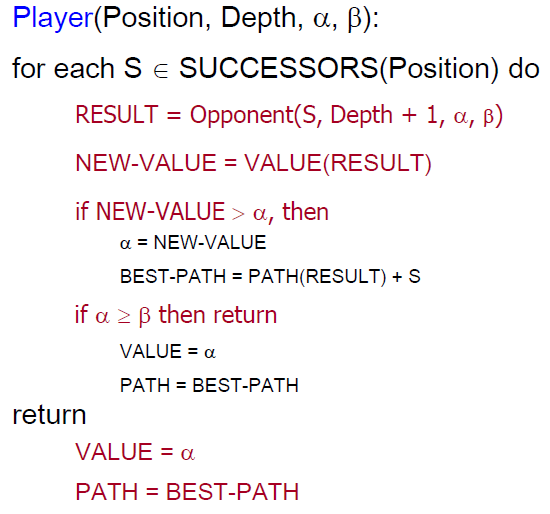 Player(Position, Depth, α, β):
for each S ∈ SUCCESSORS(Position) do
RESULT = Opponent(S, Depth + 1, α, β)
NEW-VALUE = VALUE(RESULT)
if NEW-VALUE > α, then
α = NEW-VALUE
BEST-PATH = PATH(RESULT) + S
if α ≥ β then return
VALUE = α
PATH = BEST-PATH
return
VALUE = α
PATH = BEST-PATH